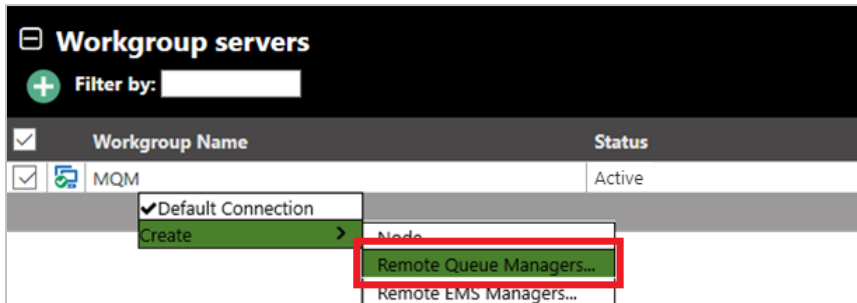 Workgroup servers
Filter by:
Workgroup Name Status
MQM Active
✔Default Connection
Create >
Node
Remote Queue Managers...
Remote EMS Managers...